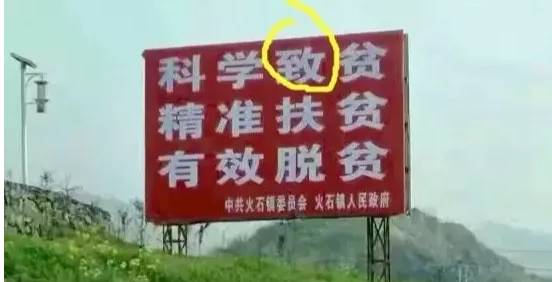 科学致贫
精准扶贫
有效脱贫
中共火石镇委员会 火石镇人民政府